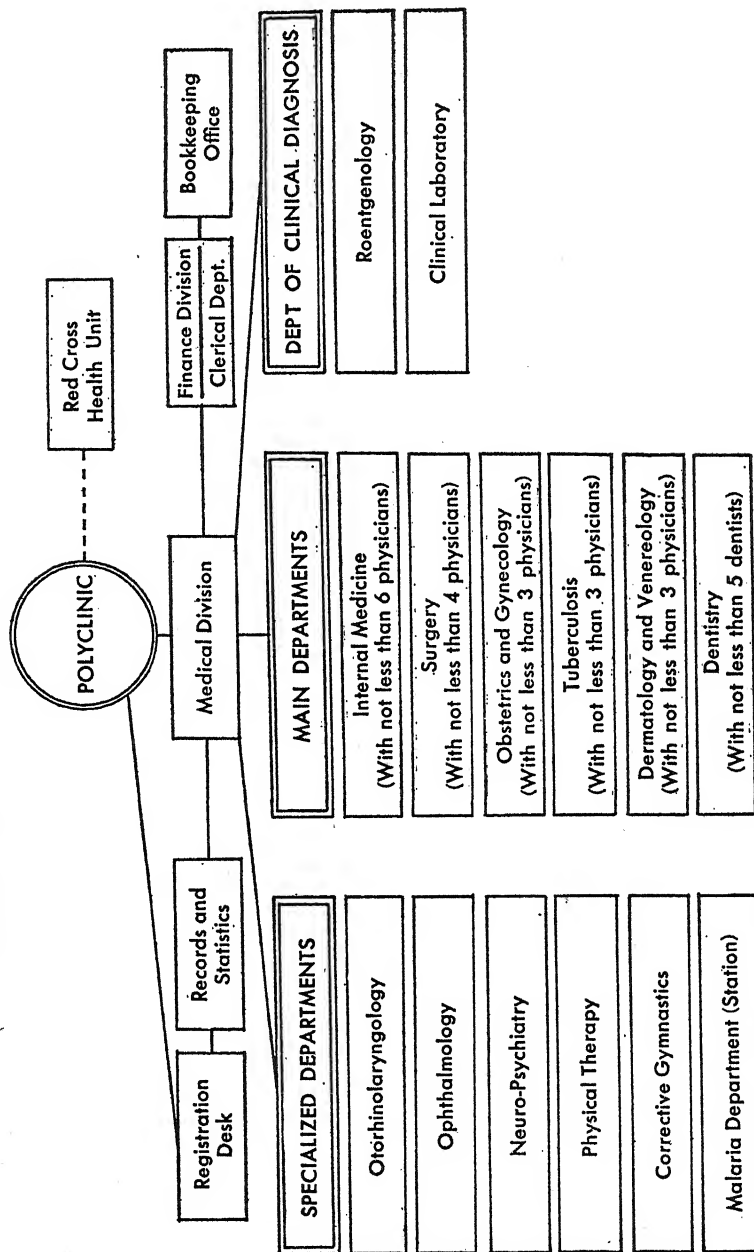 POLYCLINIC
Red Cross
Health Unit
Registration
Desk
Records and
Statistics
Medical Division
Finance Division
Clerical Dept.
Bookkeeping
Office
SPECIALIZED DEPARTMENTS
Otorhinolaryngology
Ophthalmology
Neuro-Psychiatry
Physical Therapy
Corrective Gymnastics
Malaria Department (Station)
MAIN DEPARTMENTS
Internal Medicine
(With not less than 6 physicians)
Surgery
(With not less than 4 physicians)
Obstetrics and Gynecology
(With not less than 3 physicians)
Tuberculosis
(With not less than 3 physicians)
Dermatology and Venereology
(With not less than 3 physicians)
Dentistry
(With not less than 5 dentists)
DEPT OF CLINICAL DIAGNOSIS
Roentgenology
Clinical Laboratory